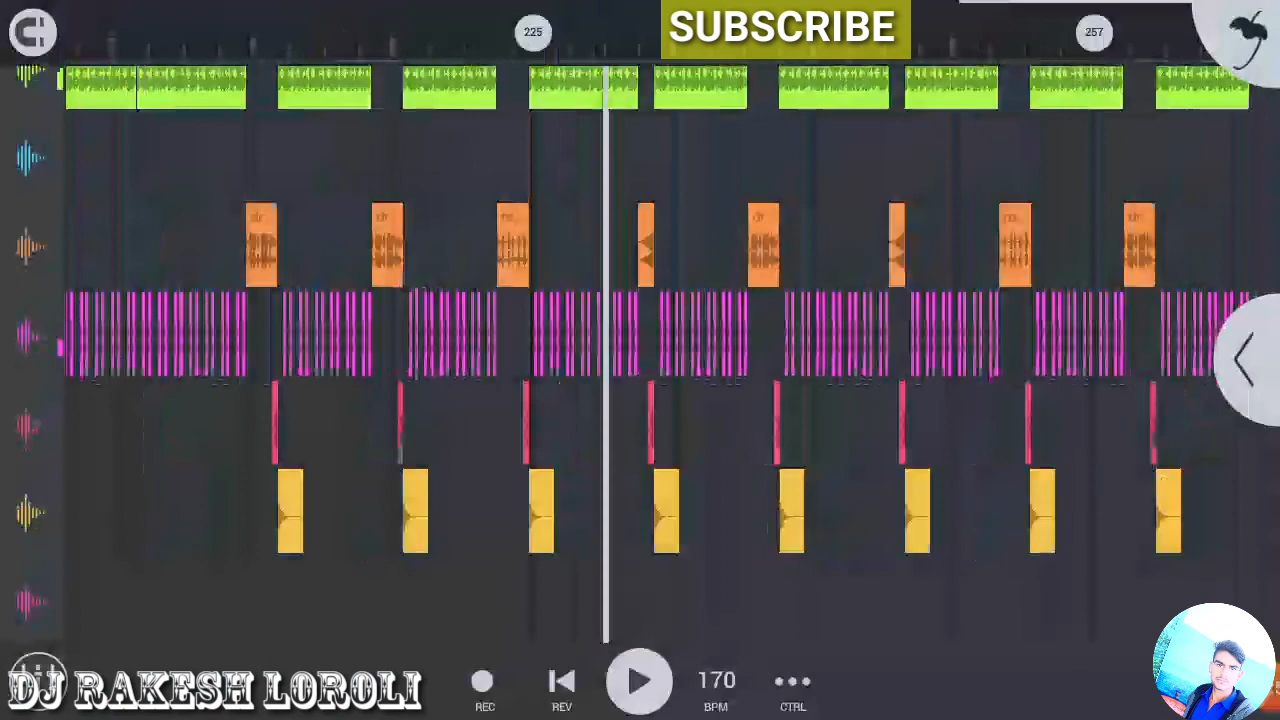 SUBSCRIBE
225
257
170
REC
REV
BPM
CTRL
DJ RAKESH LOROLI